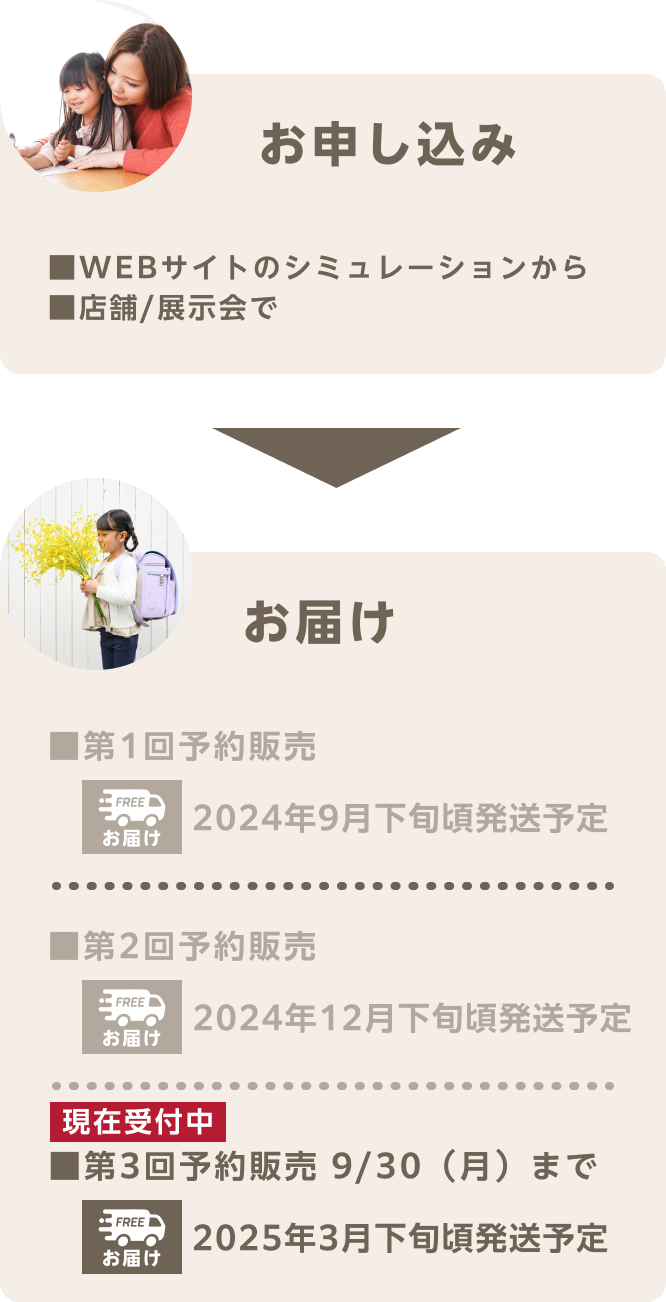 お申し込み
■WEBサイトのシミュレーションから
■店舗/展示会で
お届け
■第1回予約販売
FREE
お届け
2024年9月下旬頃発送予定
■第2回予約販売
FREE
お届け
2024年12月下旬頃発送予定
現在受付中
■第3回予約販売 9/30（月）まで
FREE
お届け
2025年3月下旬頃発送予定